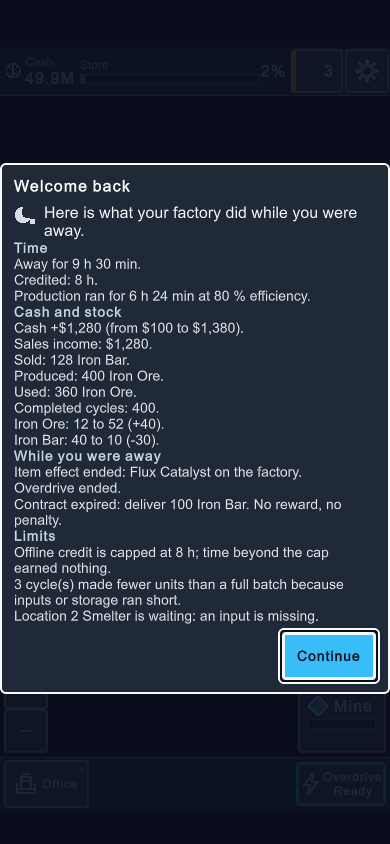 Cash
Store
49.9M
2%
3
Welcome back
Here is what your factory did while you were
away.
Time
Away for 9 h 30 min.
Credited: 8 h.
Production ran for 6 h 24 min at 80 % efficiency.
Cash and stock
Cash +$1,280 (from $100 to $1,380).
Sales income: $1,280.
Sold: 128 Iron Bar.
Produced: 400 Iron Ore.
Used: 360 Iron Ore.
Completed cycles: 400.
Iron Ore: 12 to 52 (+40).
Iron Bar: 40 to 10 (-30).
While you were away
Item effect ended: Flux Catalyst on the factory.
Overdrive ended.
Contract expired: deliver 100 Iron Bar. No reward, no
penalty.
Limits
Offline credit is capped at 8 h; time beyond the cap
earned nothing.
3 cycle(s) made fewer units than a full batch because
inputs or storage ran short.
Location 2 Smelter is waiting: an input is missing.
Continue
Mine
−
Office
Overdrive
Ready